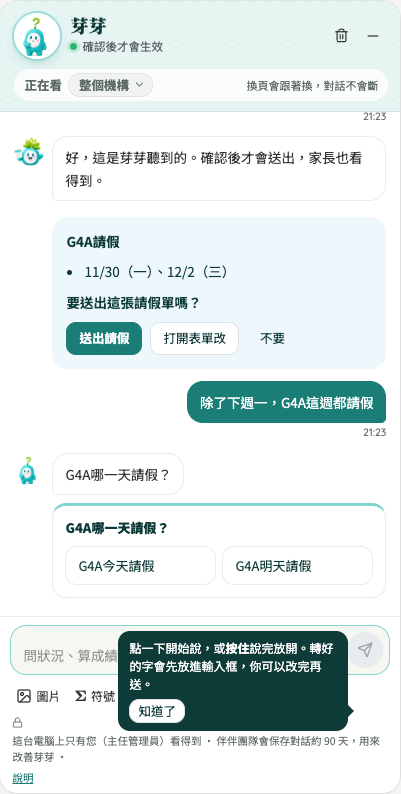 芽芽
確認後才會生效
正在看 整個機構 換頁會跟著換，對話不會斷
21:23
好，這是芽芽聽到的。確認後才會送出，家長也看
得到。
G4A請假
• 11/30（一）、12/2（三）
要送出這張請假單嗎？
送出請假 打開表單改 不要
除了下週一，G4A這週都請假
21:23
G4A哪一天請假？
G4A哪一天請假？
G4A今天請假 G4A明天請假
問狀況、算成績
點一下開始說，或按住說完放開。轉好
的字會先放進輸入框，你可以改完再
送。
知道了
圖片 符號
這台電腦上只有您（主任管理員）看得到 · 伴伴團隊會保存對話約 90 天，用來
改善芽芽 ·
說明